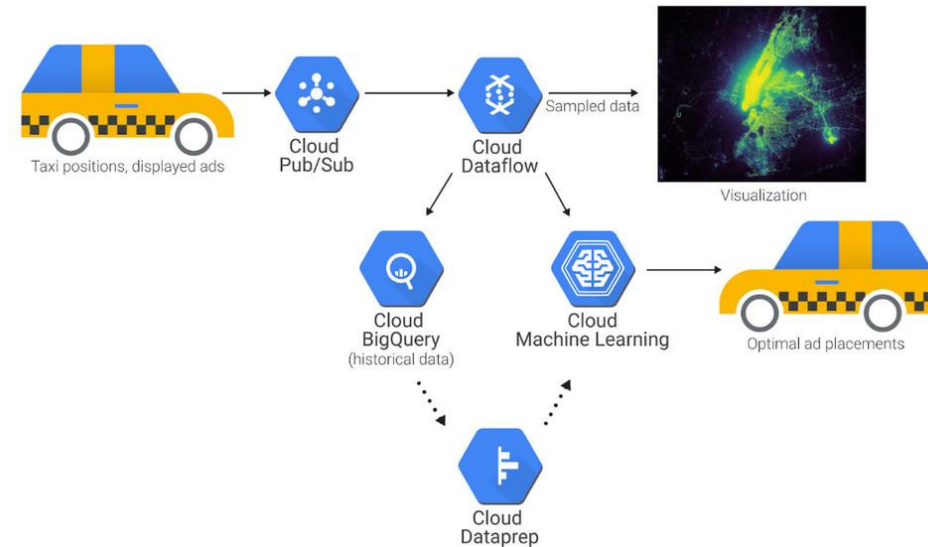 Taxi positions, displayed ads
Cloud
Pub/Sub
Cloud
Dataflow
Sampled data
Visualization
Cloud
BigQuery
(historical data)
Cloud
Machine Learning
Optimal ad placements
Cloud
Dataprep